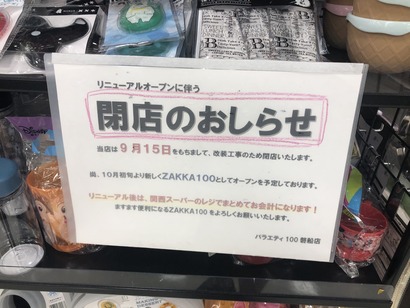 リニューアルオープンに伴う
閉店のおしらせ
当店は9月15日をもちまして、改装工事のため閉店いたします。
尚、10月初旬より新しくZAKKA100としてオープンを予定しております。
リニューアル後は、関西スーパーのレジでまとめてお会計になります!
ますます便利になるZAKKA100をよろしくお願いいたします。
バラエティ100 碧船店
Disney